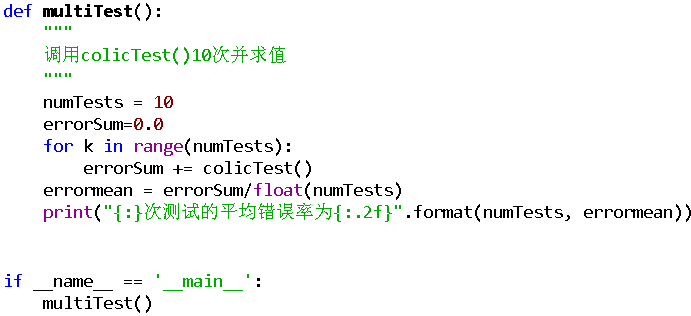 def multiTest():
    """
    调用colicTest()10次并求值
    """
    numTests = 10
    errorSum=0.0
    for k in range(numTests):
        errorSum += colicTest()
    errormean = errorSum/float(numTests)
    print("{:}次测试的平均错误率为{:.2f}".format(numTests, errormean))
if __name__ == '__main__':
    multiTest()